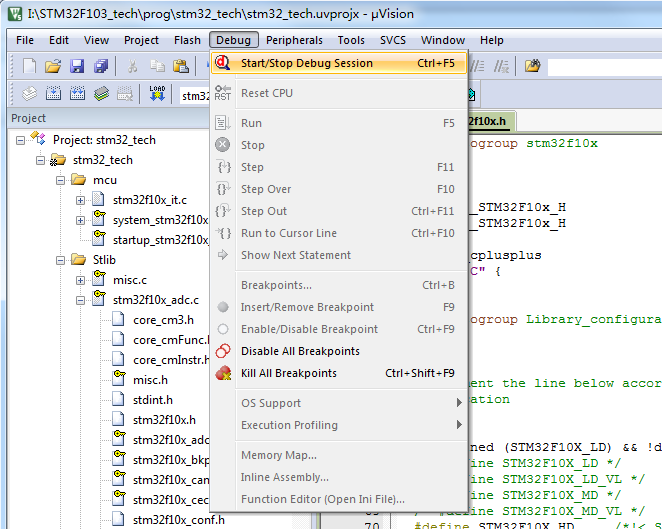 I:\STM32F103_tech\prog\stm32_tech\stm32_tech.uvprojx - µVision
File Edit View Project Flash Debug Peripherals Tools SVCS Window Help
Start/Stop Debug Session Ctrl+F5
LOAD stm3
RST Reset CPU
Project
Run F5
2f10x.h
Project: stm32_tech
Stop
ogroup stm32f10x
stm32_tech
Step F11
mcu
Step Over F10
stm32f10x_it.c
Step Out Ctrl+F11
_STM32F10x_H
system_stm32f10x
Run to Cursor Line Ctrl+F10
_STM32F10x_H
startup_stm32f10x_
Show Next Statement
cplusplus
Stlib
"C" {
misc.c
Breakpoints... Ctrl+B
stm32f10x_adc.c
Insert/Remove Breakpoint F9
core_cm3.h
Enable/Disable Breakpoint Ctrl+F9
ogroup Library_configura
core_cmFunc.h
Disable All Breakpoints
core_cmInstr.h
Kill All Breakpoints Ctrl+Shift+F9
misc.h
ent the line below accor
stdint.h
OS Support
ation
stm32f10x.h
Execution Profiling
stm32f10x_adc
ned (STM32F10X_LD) && !d
stm32f10x_bkp
Memory Map...
ine STM32F10X_LD */
stm32f10x_can
Inline Assembly...
ine STM32F10X_LD_VL */
stm32f10x_cec
Function Editor (Open Ini File)...
ine STM32F10X_MD */
stm32f10x_conf.h
#define STM32F10X_MD_VL */
70 #define STM32F10X_HD /*!< S